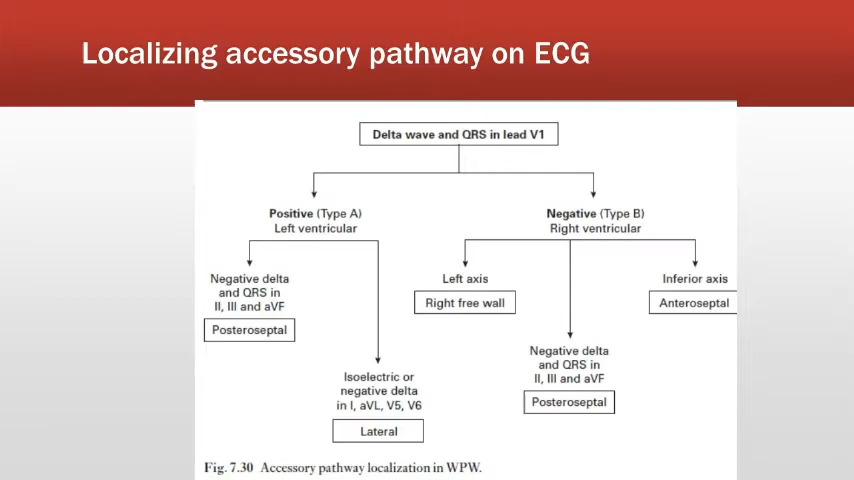 Localizing accessory pathway on ECG
Delta wave and QRS in lead V1
Positive (Type A)
Left ventricular
Negative (Type B)
Right ventricular
Negative delta
and QRS in
II, III and aVF
Posteroseptal
Isoelectric or
negative delta
in I, aVL, V5, V6
Lateral
Left axis
Right free wall
Negative delta
and QRS in
II, III and aVF
Posteroseptal
Inferior axis
Anteroseptal
Fig. 7.30 Accessory pathway localization in WPW.